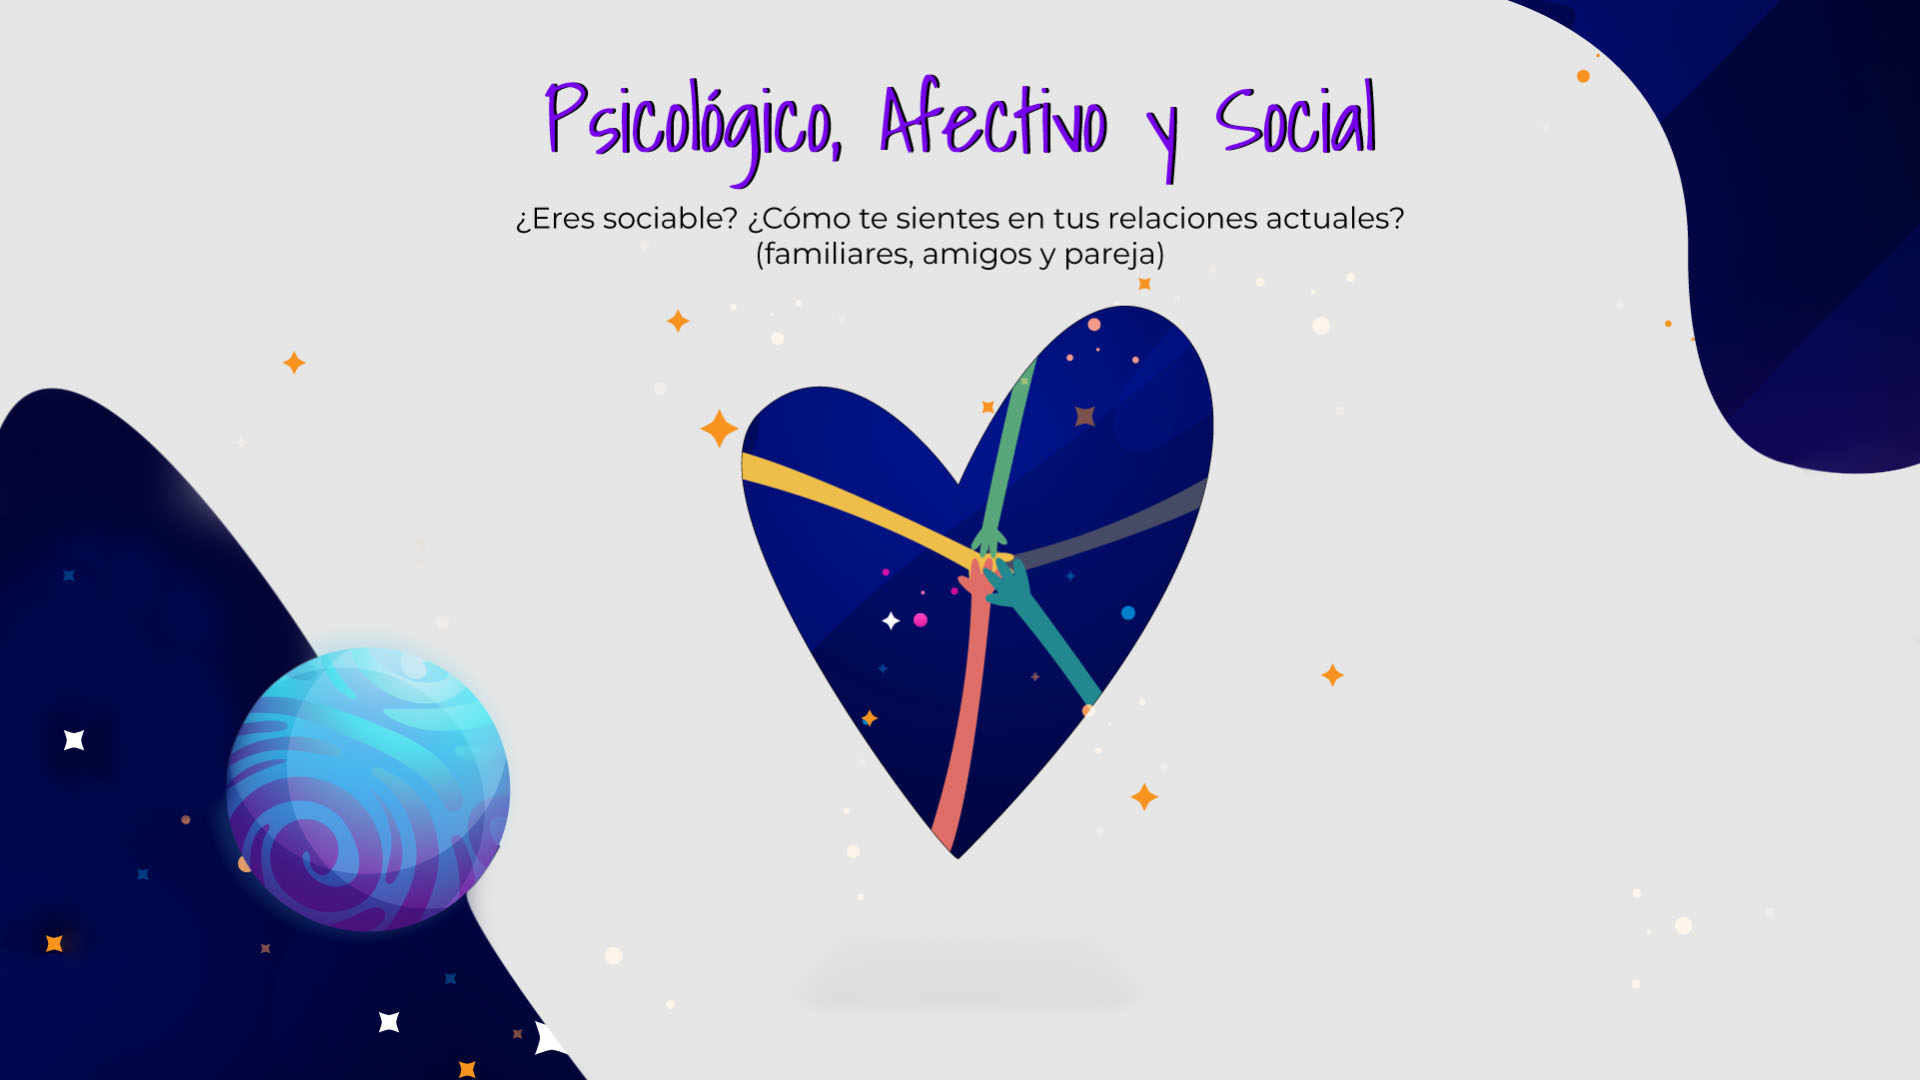 Psicológico, Afectivo y Social
¿Eres sociable? ¿Cómo te sientes en tus relaciones actuales?
(familiares, amigos y pareja)